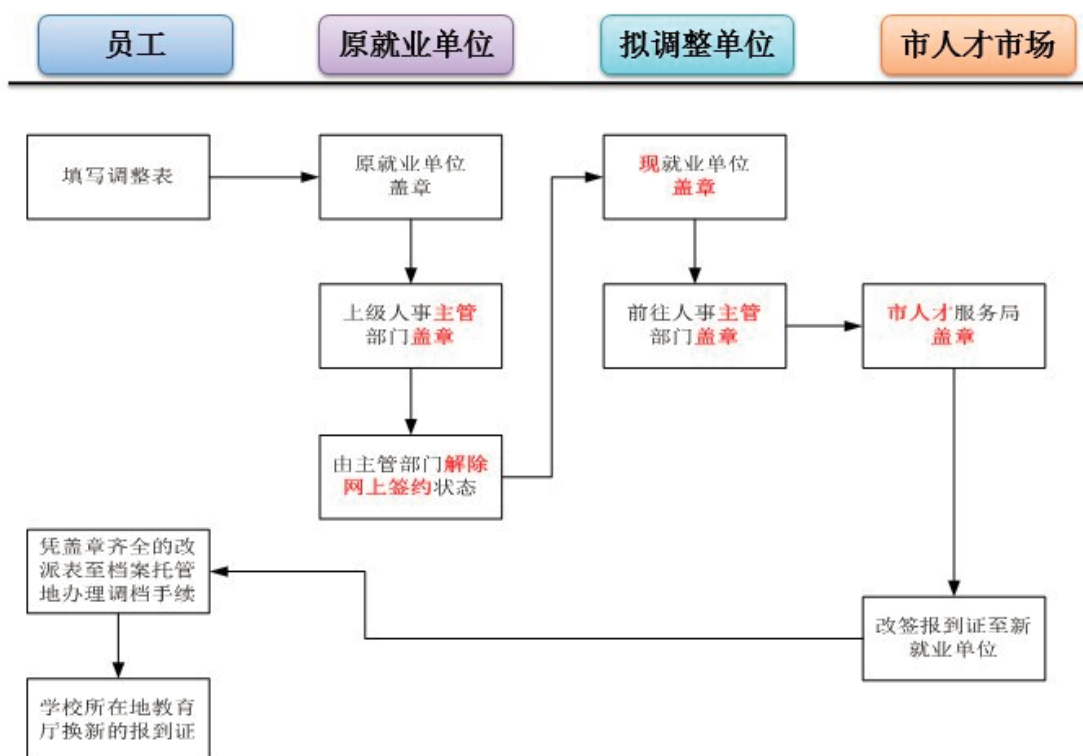 员工
原就业单位
拟调整单位
市人才市场
填写调整表
原就业单位
盖章
现就业单位
盖章
上级人事主管
部门盖章
前往人事主管
部门盖章
市人才服务局
盖章
由主管部门解除
网上签约状态
凭盖章齐全的改
派表至档案托管
地办理调档手续
改签报到证至新
就业单位
学校所在地教育
厅换新的报到证